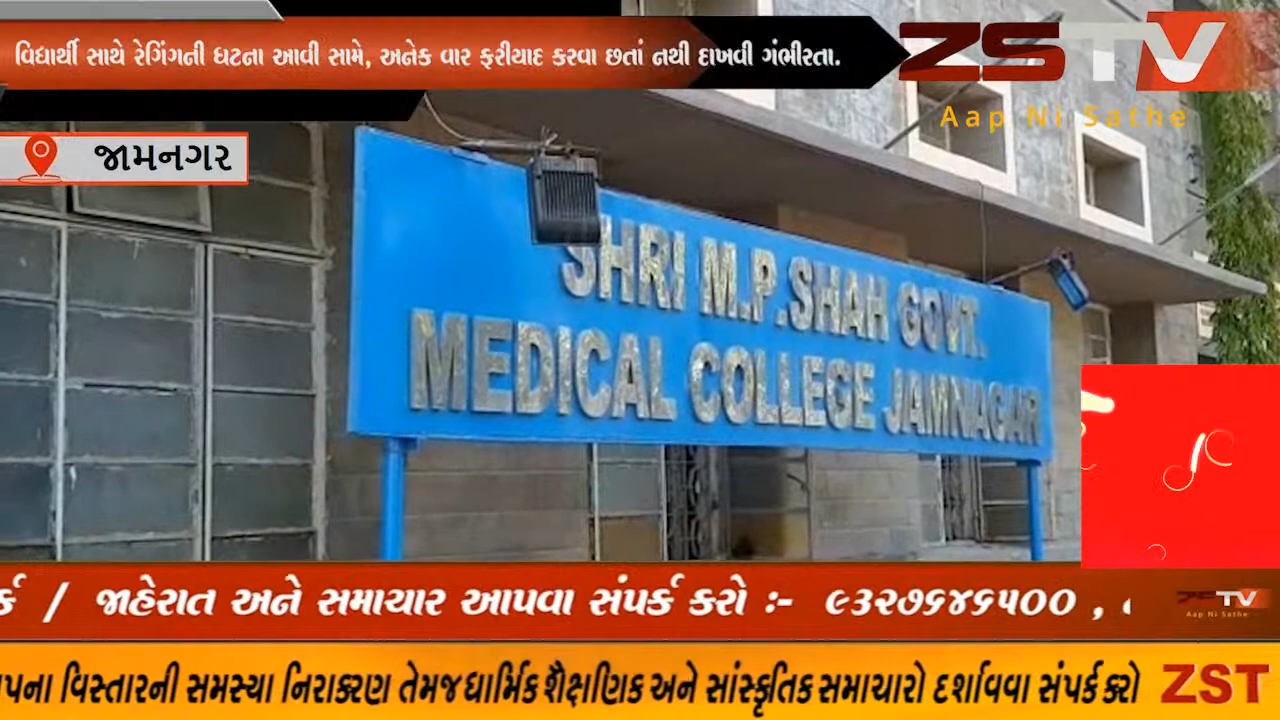 વિદ્યાર્થી સાથે રેગિંગની ઘટના આવી સામે, અનેક વાર ફરીયાદ કરવા છતાં નથી દાખવી ગંભીરતા.
ZSTV
Aap Ni Sathe
જામનગર
SHRI M.P.SHAH GOVT.
MEDICAL COLLEGE JAMNAGAR
/ જાહેરાત અને સમાચાર આપવા સંપર્ક કરો :- ૯૩૨૭૬૪૬૫૦૦ ,
ZSTV
Aap Ni Sathe
વિસ્તારની સમસ્યા નિરાકરણ તેમજ ધાર્મિક શૈક્ષણિક અને સાંસ્કૃતિક સમાચારો દર્શાવવા સંપર્ક કરો
ZST